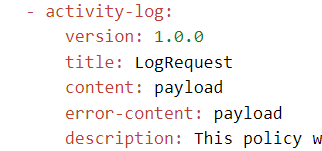 - activity-log:
version: 1.0.0
title: LogRequest
content: payload
error-content: payload
description: This policy w